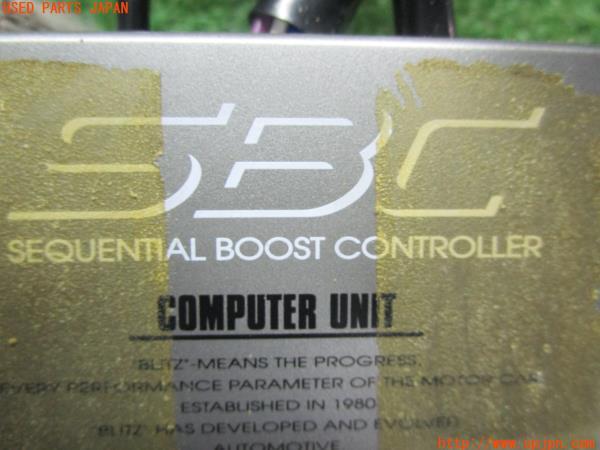 USED PARTS JAPAN
SBC
SEQUENTIAL BOOST CONTROLLER
COMPUTER UNIT
"BLITZ"-MEANS THE PROGRESS,
EVERY PERFORMANCE PARAMETER OF THE MOTOR CAR
ESTABLISHED IN 1980
"BLITZ" HAS DEVELOPED AND EVOLVED
AUTOMOTIVE
http://www.upjpn.com